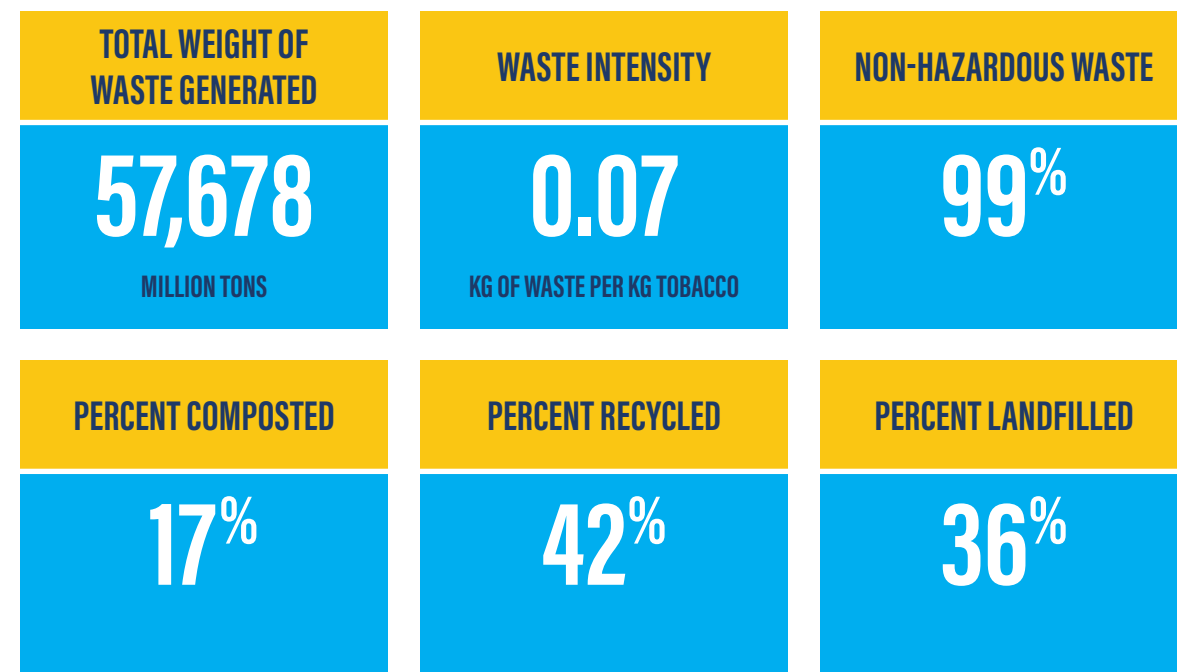 TOTAL WEIGHT OF
WASTE GENERATED
57,678
MILLION TONS
WASTE INTENSITY
0.07
KG OF WASTE PER KG TOBACCO
NON-HAZARDOUS WASTE
99%
PERCENT COMPOSTED
17%
PERCENT RECYCLED
42%
PERCENT LANDFILLED
36%